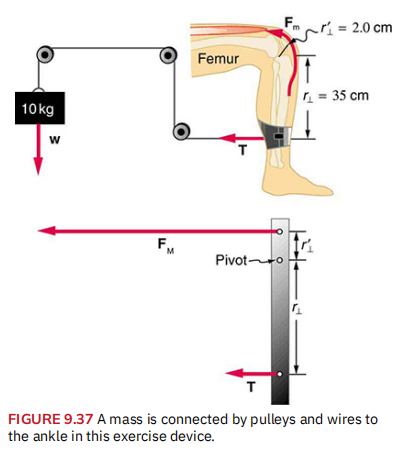 Fm
r'⊥ = 2.0 cm
Femur
10 kg
r⊥ = 35 cm
w
T
FM
r'⊥
Pivot
r⊥
T
FIGURE 9.37 A mass is connected by pulleys and wires to
the ankle in this exercise device.